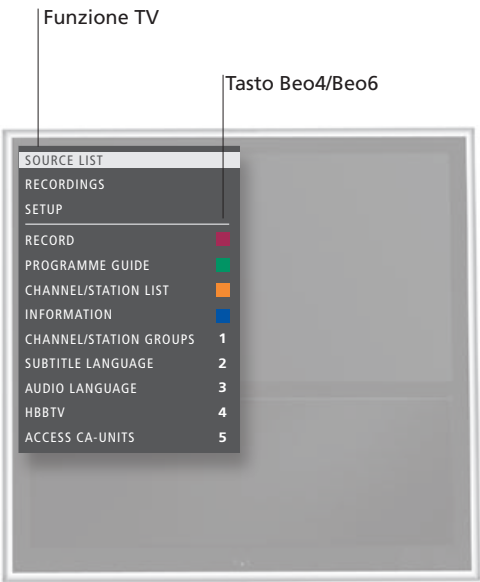 Funzione TV
Tasto Beo4/Beo6
SOURCE LIST
RECORDINGS
SETUP
RECORD
PROGRAMME GUIDE
CHANNEL/STATION LIST
INFORMATION
CHANNEL/STATION GROUPS 1
SUBTITLE LANGUAGE 2
AUDIO LANGUAGE 3
HBBTV 4
ACCESS CA-UNITS 5